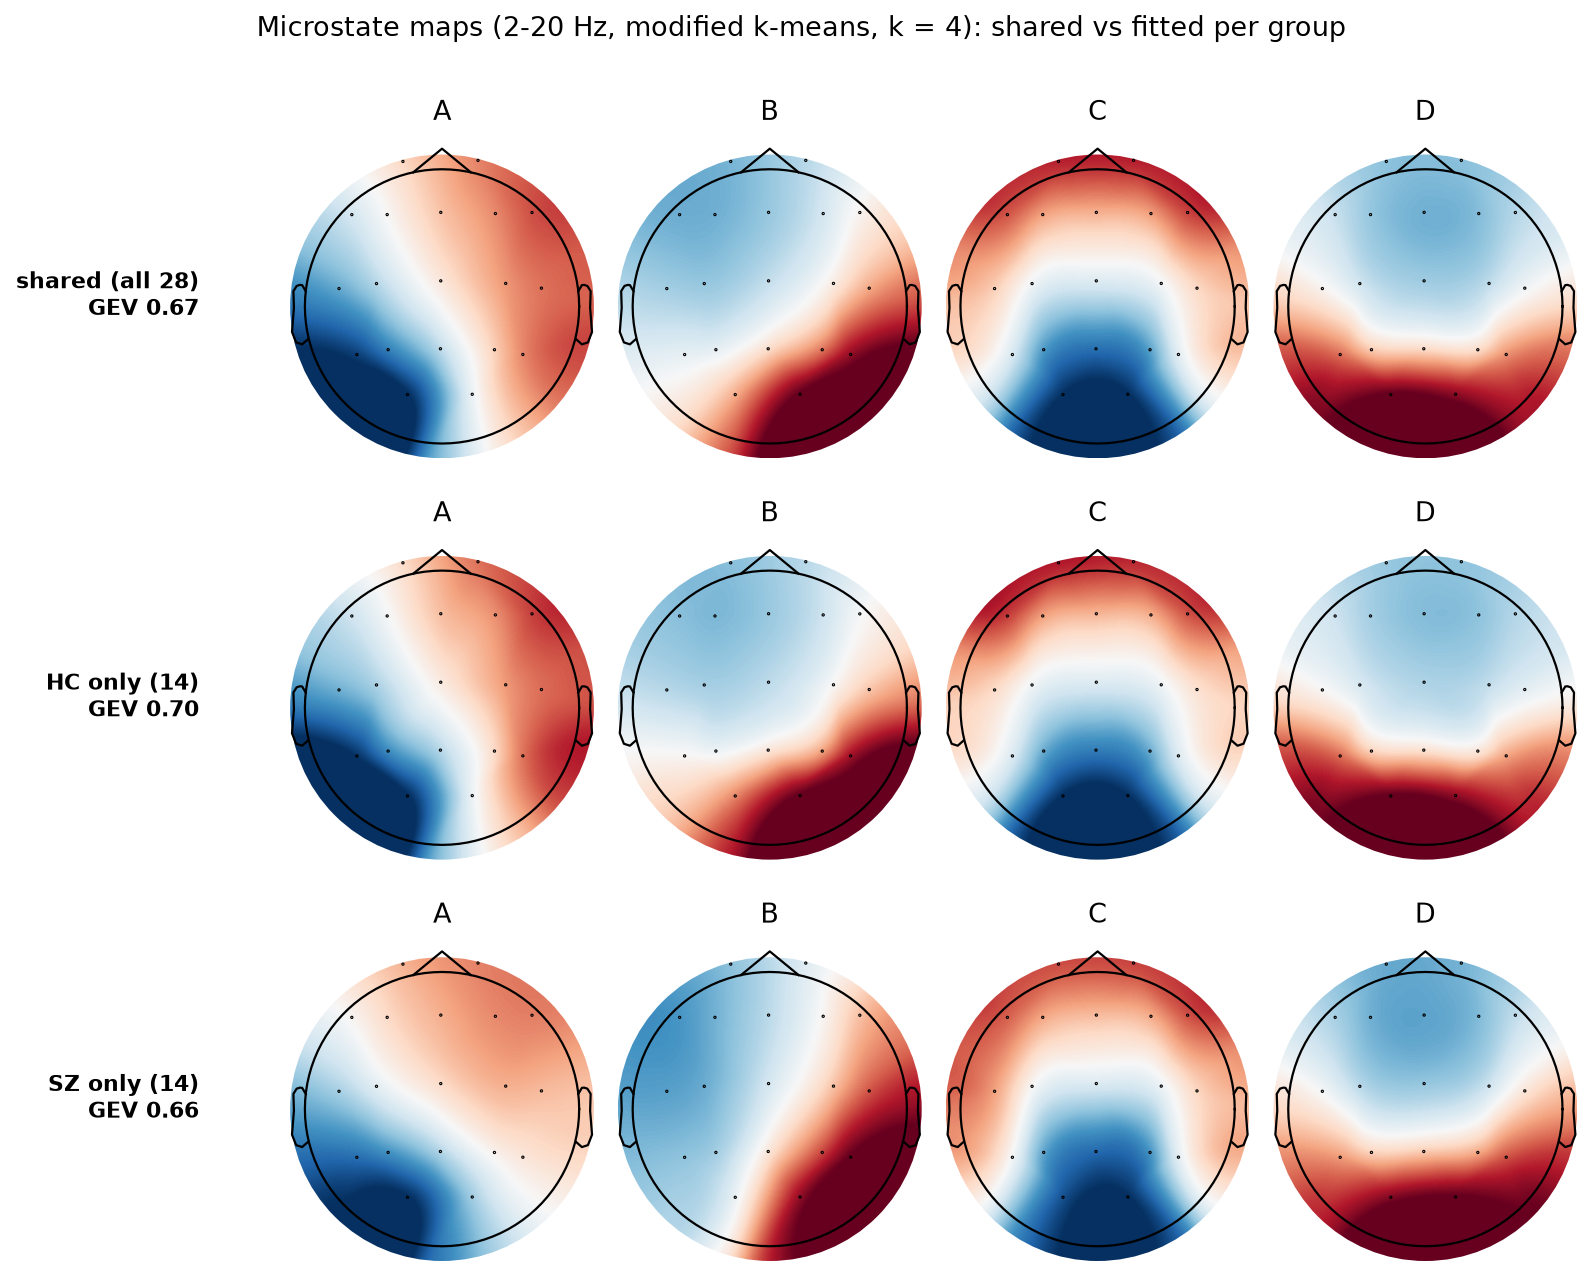 Microstate maps (2-20 Hz, modified k-means, k = 4): shared vs fitted per group
A B C D
shared (all 28)
GEV 0.67
A B C D
HC only (14)
GEV 0.70
A B C D
SZ only (14)
GEV 0.66